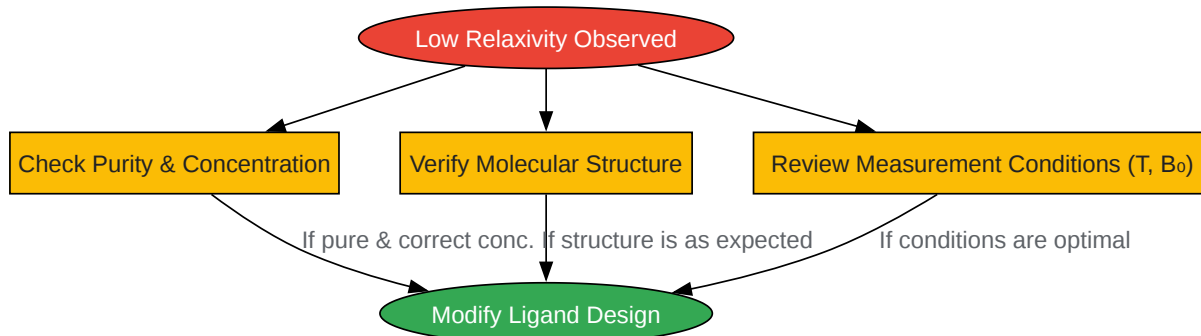 Low Relaxivity Observed
Check Purity & Concentration
Verify Molecular Structure
Review Measurement Conditions (T, B₀)
If pure & correct conc.
If structure is as expected
If conditions are optimal
Modify Ligand Design